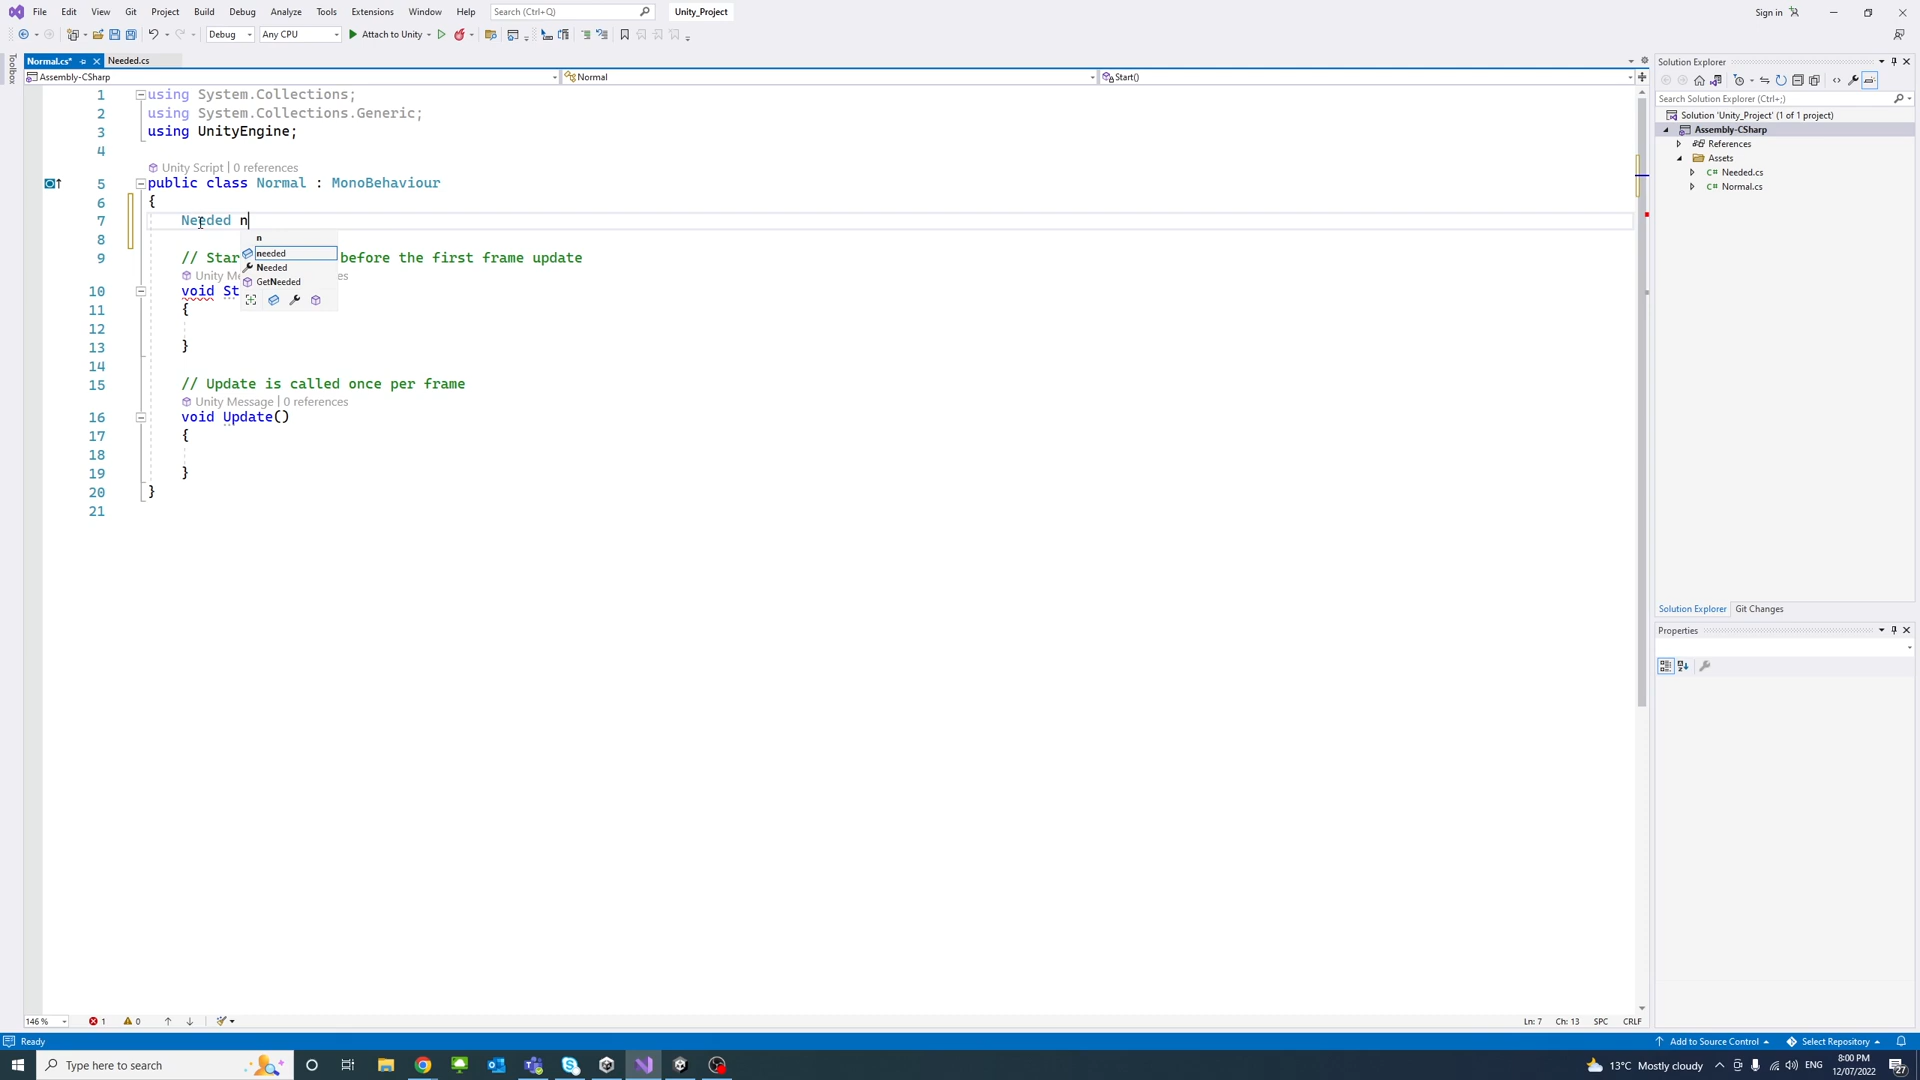 File Edit View Git Project Build Debug Analyze Tools Extensions Window Help Search (Ctrl+Q) Unity_Project Sign in
Debug Any CPU Attach to Unity
Toolbox
Normal.cs* Needed.cs
Assembly-CSharp Normal Start()
1 using System.Collections;
2 using System.Collections.Generic;
3 using UnityEngine;
4
Unity Script | 0 references
5 public class Normal : MonoBehaviour
6 {
7 Needed n
8
n
needed
Needed
GetNeeded
9 // Star before the first frame update
Unity Me es
10 void St
11 {
12
13 }
14
15 // Update is called once per frame
Unity Message | 0 references
16 void Update()
17 {
18
19 }
20 }
21
Solution Explorer
Search Solution Explorer (Ctrl+;)
Solution 'Unity_Project' (1 of 1 project)
Assembly-CSharp
References
Assets
C# Needed.cs
C# Normal.cs
Solution Explorer Git Changes
Properties
146 % 1 0 Ln: 7 Ch: 13 SPC CRLF
Ready Add to Source Control Select Repository
Type here to search 13°C Mostly cloudy ENG 8:00 PM
12/07/2022 27